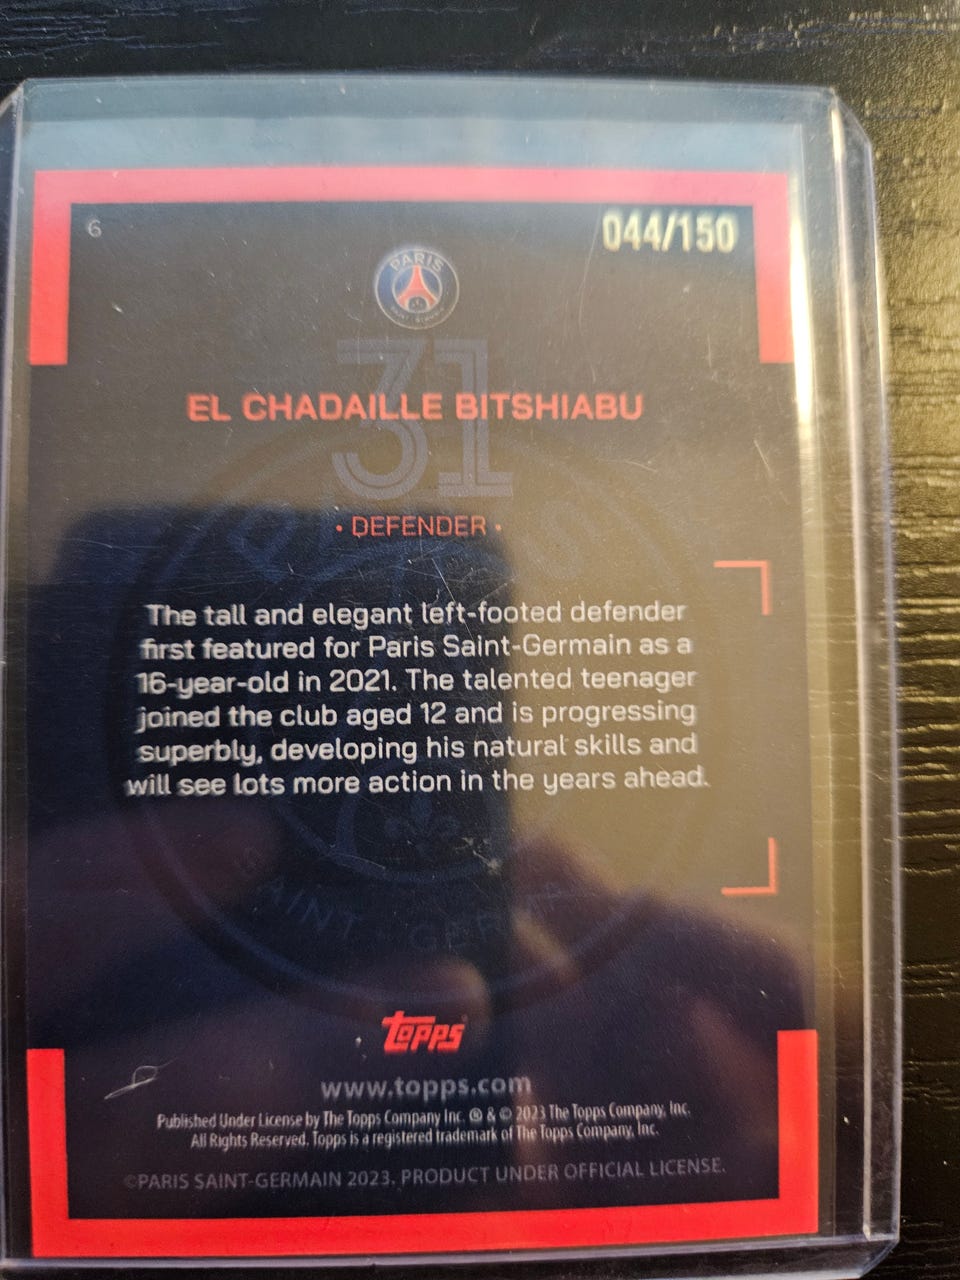 6
044/150
PARIS
31
EL CHADAILLE BITSHIABU
• DEFENDER •
The tall and elegant left-footed defender
first featured for Paris Saint-Germain as a
16-year-old in 2021. The talented teenager
joined the club aged 12 and is progressing
superbly, developing his natural skills and
will see lots more action in the years ahead.
SAINT - GERMAIN
topps
www.topps.com
Published Under License by The Topps Company Inc. ® & © 2023 The Topps Company, Inc.
All Rights Reserved. Topps is a registered trademark of The Topps Company, Inc.
©PARIS SAINT-GERMAIN 2023. PRODUCT UNDER OFFICIAL LICENSE.